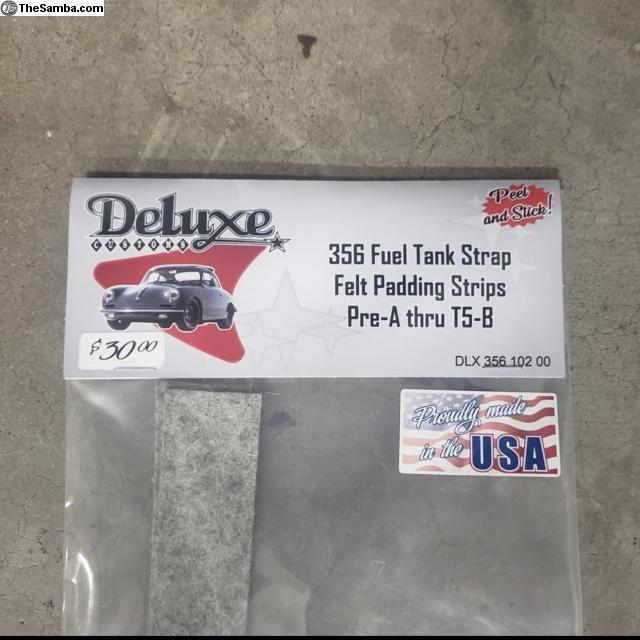 TheSamba.com
Deluxe
CUSTOMS
Peel
and Stick!
356 Fuel Tank Strap
Felt Padding Strips
Pre-A thru T5-B
$30.00
DLX 356 102 00
Proudly made
in the USA